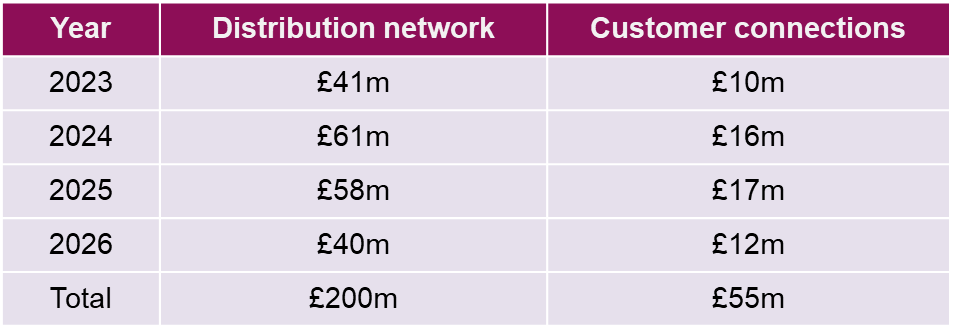 Year Distribution network Customer connections
2023 £41m £10m
2024 £61m £16m
2025 £58m £17m
2026 £40m £12m
Total £200m £55m